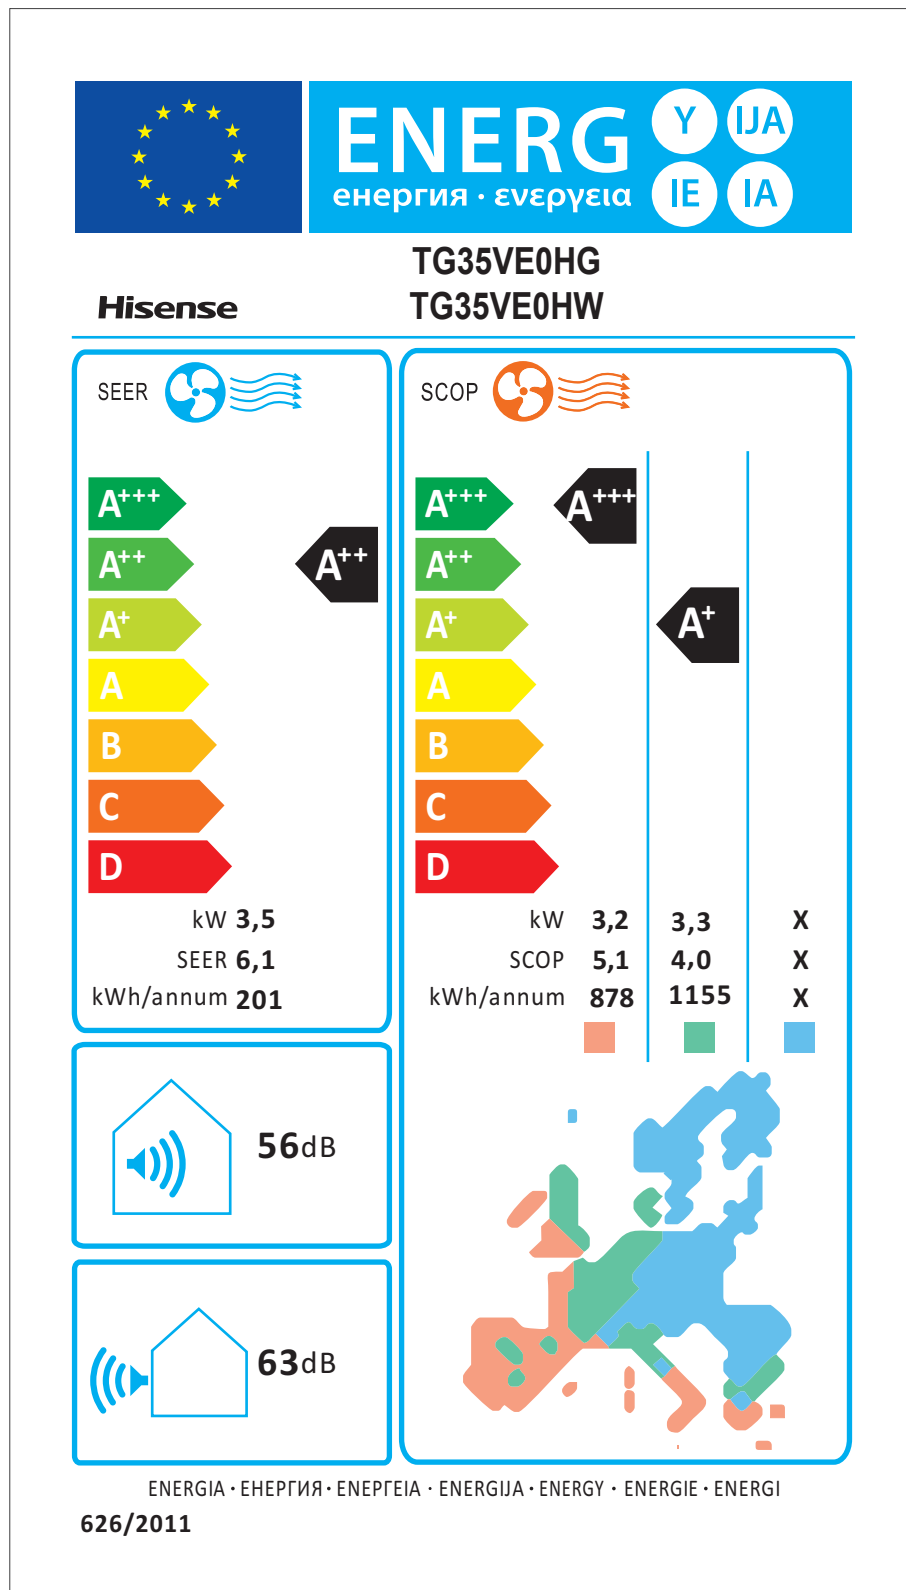 ENERG Y IJA
енергия · ενεργεια IE IA
TG35VE0HG
Hisense TG35VE0HW
SEER
SCOP
A+++
A++
A+
A
B
C
D
A++
kW 3,5
SEER 6,1
kWh/annum 201
A+++
A++
A+
A
B
C
D
A+++
A+
kW 3,2 3,3 X
SCOP 5,1 4,0 X
kWh/annum 878 1155 X
56dB
63dB
ENERGIA · ЕНЕРГИЯ · ΕΝΕΡΓΕΙΑ · ENERGIJA · ENERGY · ENERGIE · ENERGI
626/2011